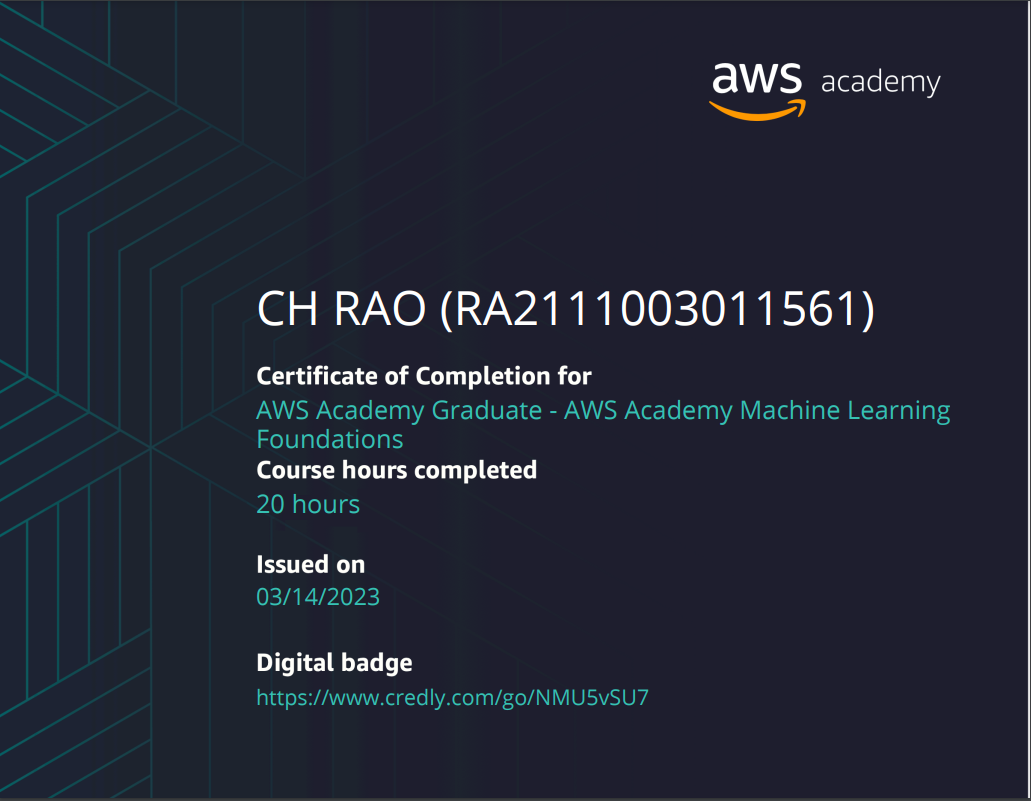 aws academy
CH RAO (RA2111003011561)
Certificate of Completion for
AWS Academy Graduate - AWS Academy Machine Learning
Foundations
Course hours completed
20 hours
Issued on
03/14/2023
Digital badge
https://www.credly.com/go/NMU5vSU7